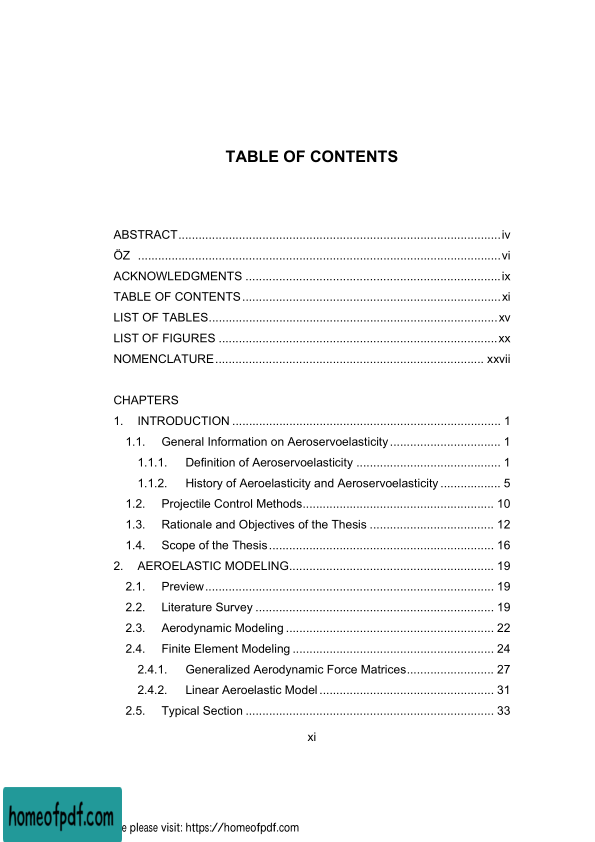 TABLE OF CONTENTS
ABSTRACT................................................................................................iv
ÖZ ............................................................................................................vi
ACKNOWLEDGMENTS ............................................................................ix
TABLE OF CONTENTS.............................................................................xi
LIST OF TABLES......................................................................................xv
LIST OF FIGURES ...................................................................................xx
NOMENCLATURE................................................................................ xxvii
CHAPTERS
1. INTRODUCTION ................................................................................ 1
1.1. General Information on Aeroservoelasticity ................................. 1
1.1.1. Definition of Aeroservoelasticity ........................................... 1
1.1.2. History of Aeroelasticity and Aeroservoelasticity .................. 5
1.2. Projectile Control Methods......................................................... 10
1.3. Rationale and Objectives of the Thesis ..................................... 12
1.4. Scope of the Thesis................................................................... 16
2. AEROELASTIC MODELING............................................................. 19
2.1. Preview...................................................................................... 19
2.2. Literature Survey ....................................................................... 19
2.3. Aerodynamic Modeling .............................................................. 22
2.4. Finite Element Modeling ............................................................ 24
2.4.1. Generalized Aerodynamic Force Matrices.......................... 27
2.4.2. Linear Aeroelastic Model .................................................... 31
2.5. Typical Section .......................................................................... 33
xi
homeofpdf.com
e please visit: https://homeofpdf.com